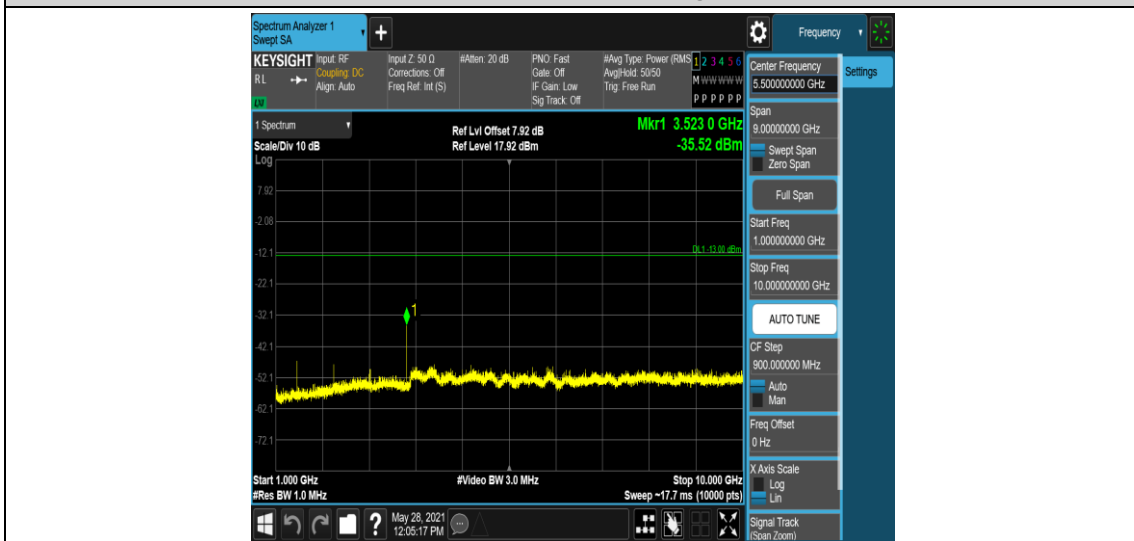 Spectrum Analyzer 1
Swept SA
+
Frequency
KEYSIGHT
RL
Input: RF
Coupling: DC
Align: Auto
Input Z: 50 Ω
Corrections: Off
Freq Ref: Int (S)
#Atten: 20 dB
PNO: Fast
Gate: Off
IF Gain: Low
Sig Track: Off
#Avg Type: Power (RMS
Avg|Hold: 50/50
Trig: Free Run
1 2 3 4 5 6
M W W W W W
P P P P P P
1 Spectrum
Scale/Div 10 dB
Log
Ref Lvl Offset 7.92 dB
Ref Level 17.92 dBm
Mkr1 3.523 0 GHz
-35.52 dBm
7.92
-2.08
-12.1
DL1 -13.00 dBm
-22.1
-32.1
1
-42.1
-52.1
-62.1
-72.1
Start 1.000 GHz
#Res BW 1.0 MHz
#Video BW 3.0 MHz
Stop 10.000 GHz
Sweep ~17.7 ms (10000 pts)
?
May 28, 2021
12:05:17 PM
Center Frequency
5.500000000 GHz
Settings
Span
9.00000000 GHz
Swept Span
Zero Span
Full Span
Start Freq
1.000000000 GHz
Stop Freq
10.000000000 GHz
AUTO TUNE
CF Step
900.000000 MHz
Auto
Man
Freq Offset
0 Hz
X Axis Scale
Log
Lin
Signal Track
(Span Zoom)